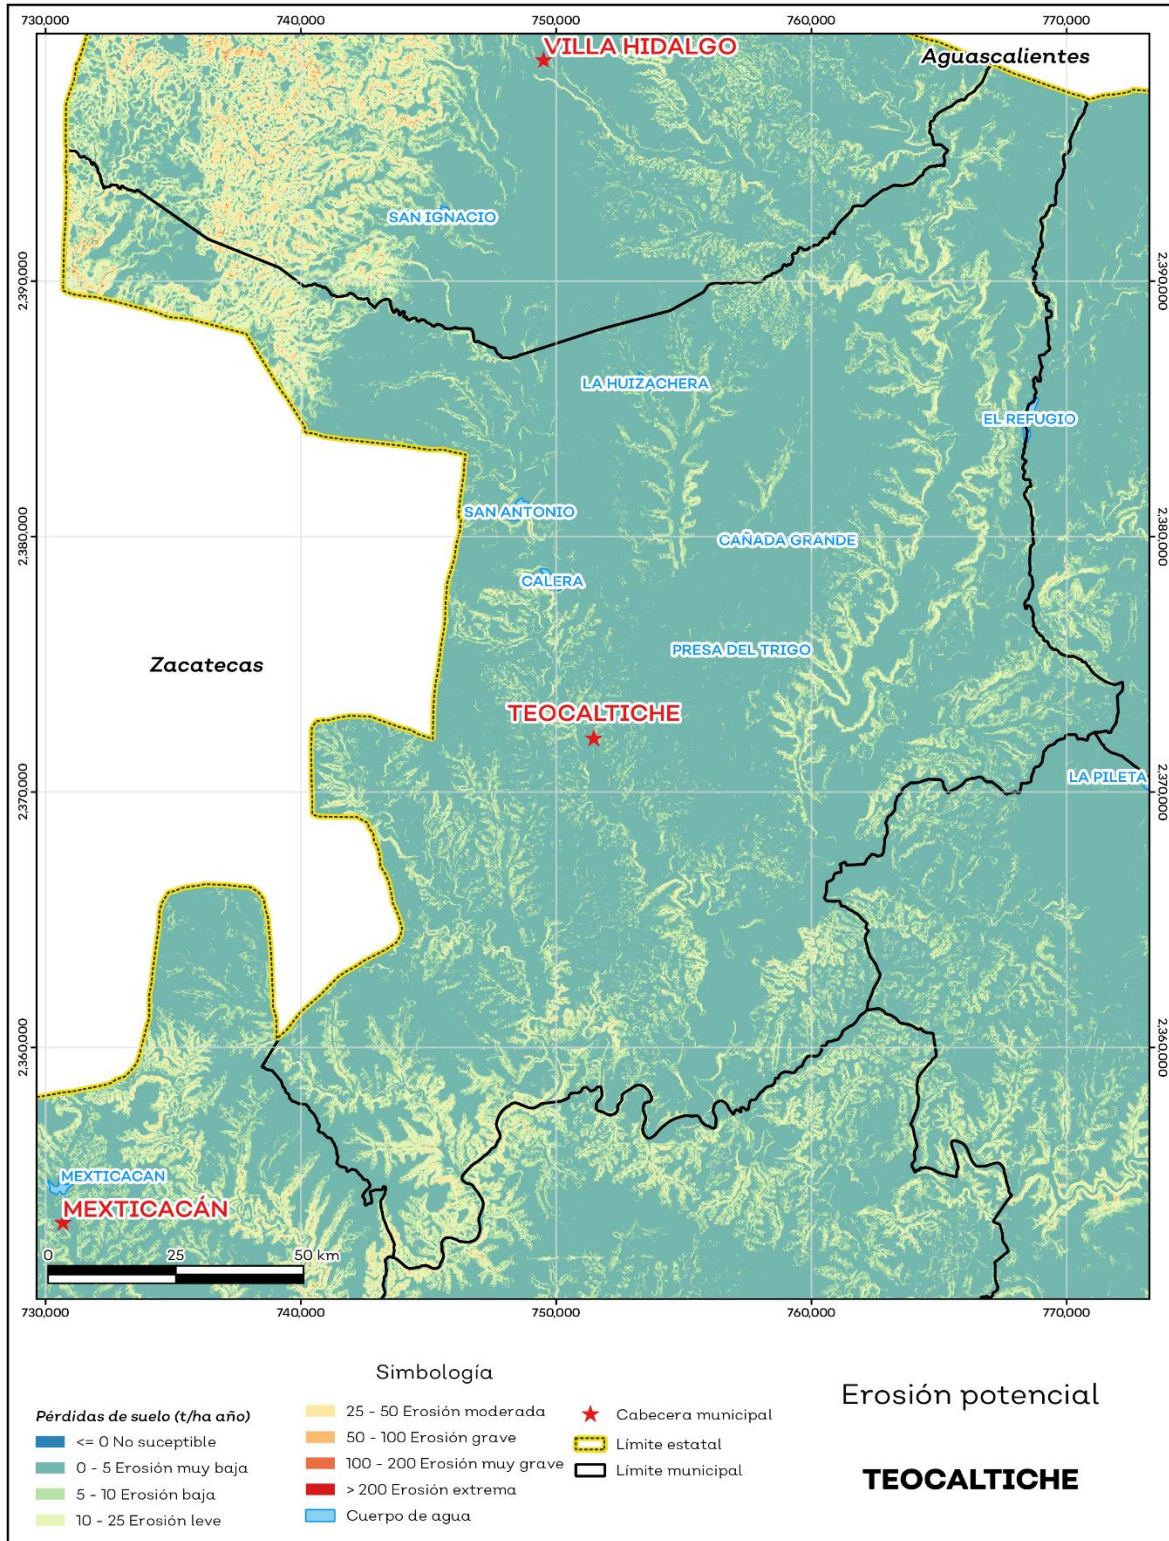 730,000 740,000 750,000 760,000 770,000
VILLA HIDALGO
Aguascalientes
SAN IGNACIO
2,390,000 2,390,000
LA HUIZACHERA
EL REFUGIO
SAN ANTONIO
2,380,000 2,380,000
CAÑADA GRANDE
CALERA
PRESA DEL TRIGO
Zacatecas
TEOCALTICHE
LA PILETA
2,370,000 2,370,000
2,360,000 2,360,000
MEXTICACAN
MEXTICACÁN
0 25 50 km
730,000 740,000 750,000 760,000 770,000
Simbología
Pérdidas de suelo (t/ha año)
<= 0 No suceptible
0 - 5 Erosión muy baja
5 - 10 Erosión baja
10 - 25 Erosión leve
25 - 50 Erosión moderada
50 - 100 Erosión grave
100 - 200 Erosión muy grave
> 200 Erosión extrema
Cuerpo de agua
Cabecera municipal
Límite estatal
Límite municipal
Erosión potencial
TEOCALTICHE